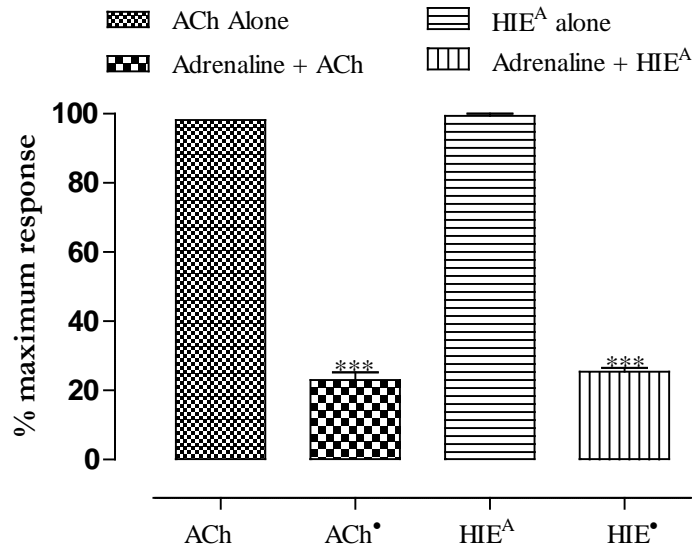 ACh Alone
HIE^A alone
Adrenaline + ACh
Adrenaline + HIE^A
% maximum response
100
80
60
40
20
0
***
***
ACh
ACh•
HIE^A
HIE•